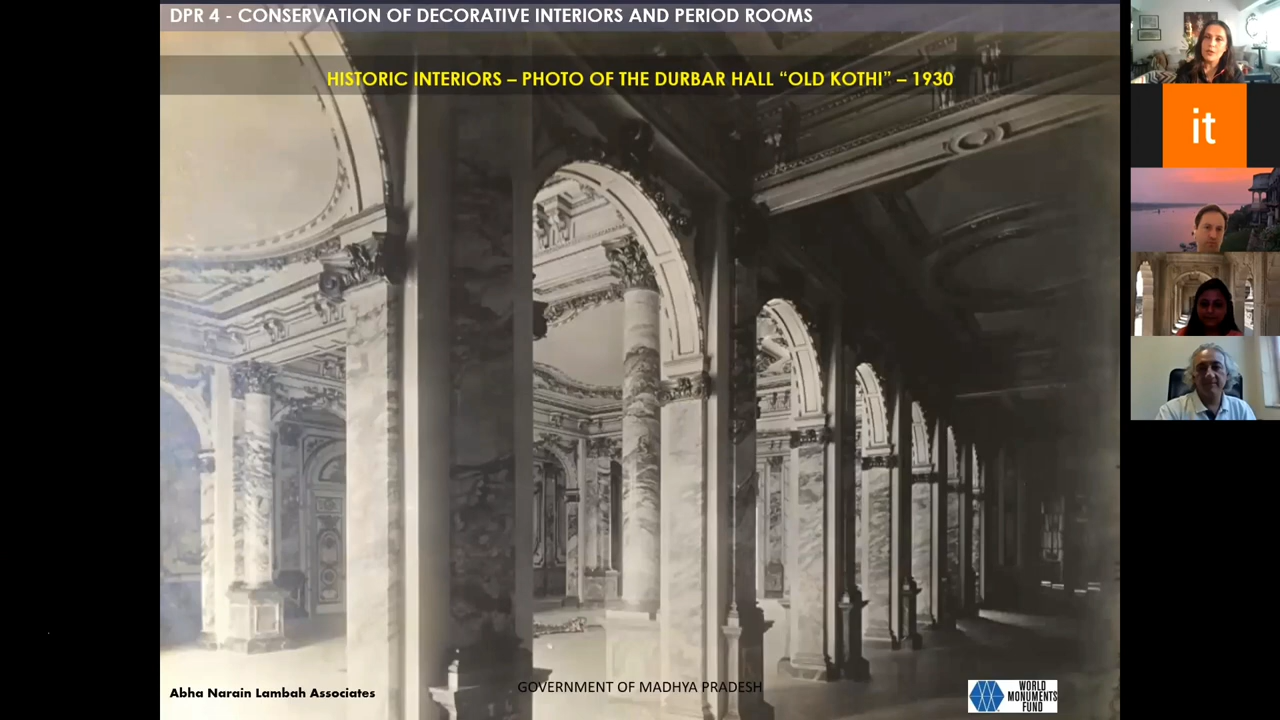 DPR 4 - CONSERVATION OF DECORATIVE INTERIORS AND PERIOD ROOMS
HISTORIC INTERIORS – PHOTO OF THE DURBAR HALL “OLD KOTHI” – 1930
it
Abha Narain Lambah Associates
GOVERNMENT OF MADHYA PRADESH
WORLD
MONUMENTS
FUND